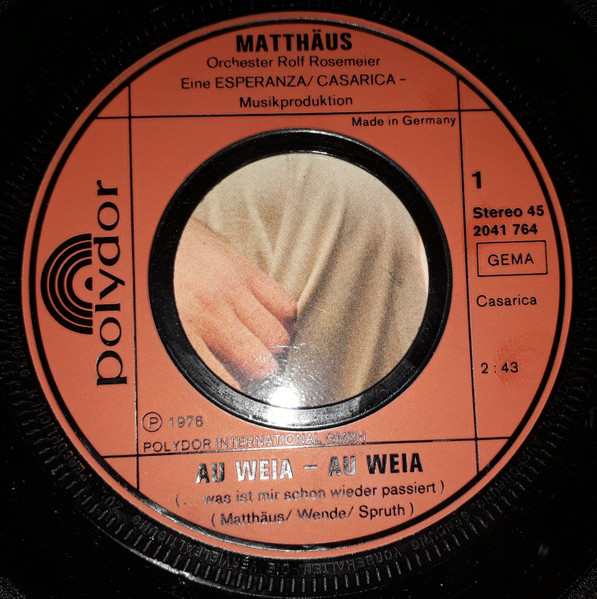 MATTHÄUS
Orchester Rolf Rosemeier
Eine ESPERANZA/CASARICA –
Musikproduktion
Made in Germany
polydor
1
Stereo 45
2041 764
GEMA
Casarica
2:43
Ⓟ 1976
POLYDOR INTERNATIONAL GMBH
AU WEIA – AU WEIA
(... was ist mir schon wieder passiert)
(Matthäus/ Wende/ Spruth)